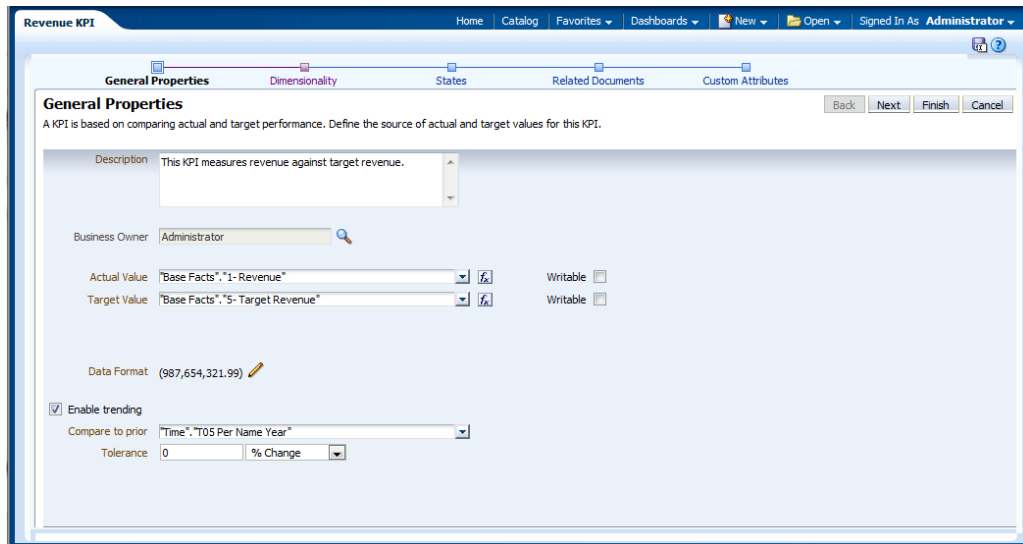 Revenue KPI
Home Catalog Favorites Dashboards New Open Signed In As Administrator
General Properties Dimensionality States Related Documents Custom Attributes
General Properties
Back Next Finish Cancel
A KPI is based on comparing actual and target performance. Define the source of actual and target values for this KPI.
Description This KPI measures revenue against target revenue.
Business Owner Administrator
Actual Value "Base Facts"."1- Revenue" fx Writable
Target Value "Base Facts"."5- Target Revenue" fx Writable
Data Format (987,654,321.99)
Enable trending
Compare to prior "Time"."T05 Per Name Year"
Tolerance 0 % Change